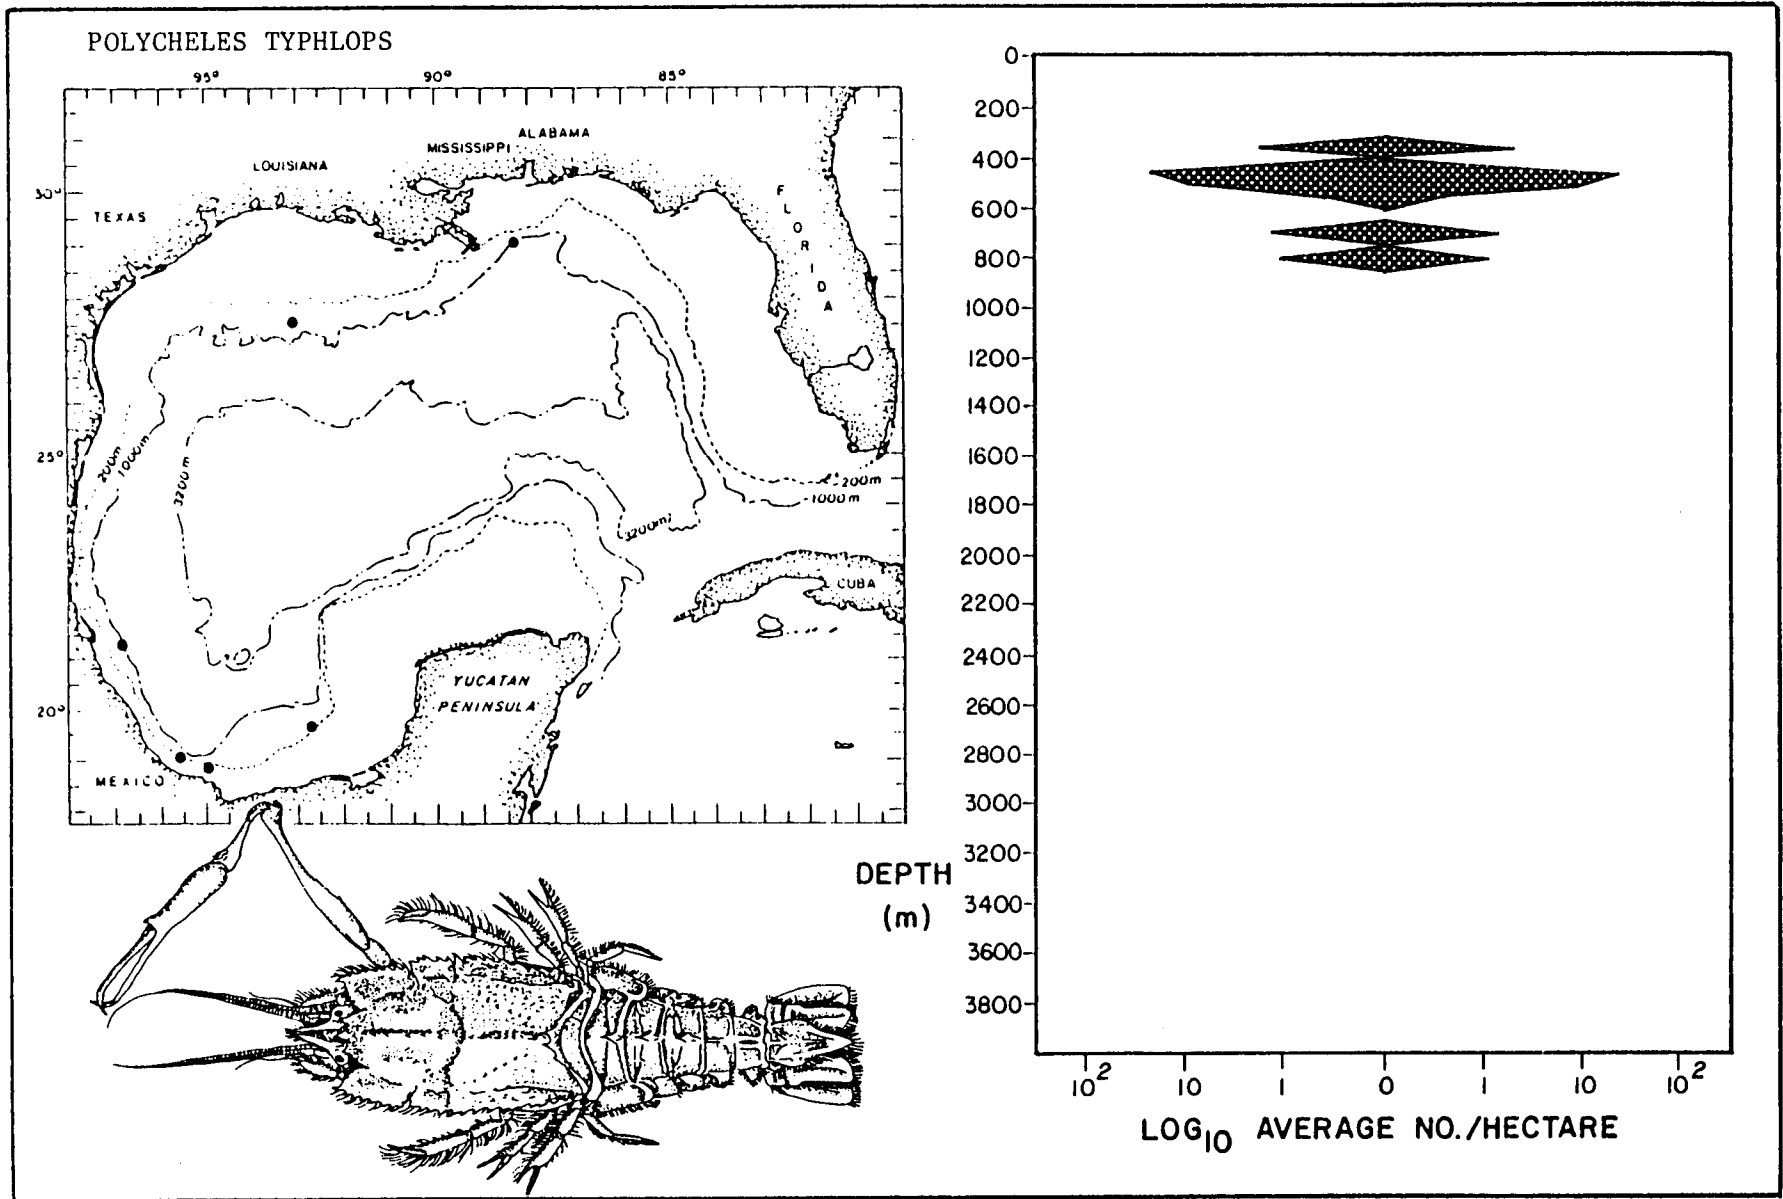 POLYCHELES TYPHLOPS
95° 90° 85°
ALABAMA
MISSISSIPPI
LOUISIANA
30°
TEXAS
FLORIDA
25°
200m
1000m
3200m
200m
1000m
3200m
CUBA
YUCATAN
PENINSULA
20°
MEXICO
DEPTH
(m)
0
200
400
600
800
1000
1200
1400
1600
1800
2000
2200
2400
2600
2800
3000
3200
3400
3600
3800
10² 10 1 0 1 10 10²
LOG₁₀ AVERAGE NO./HECTARE